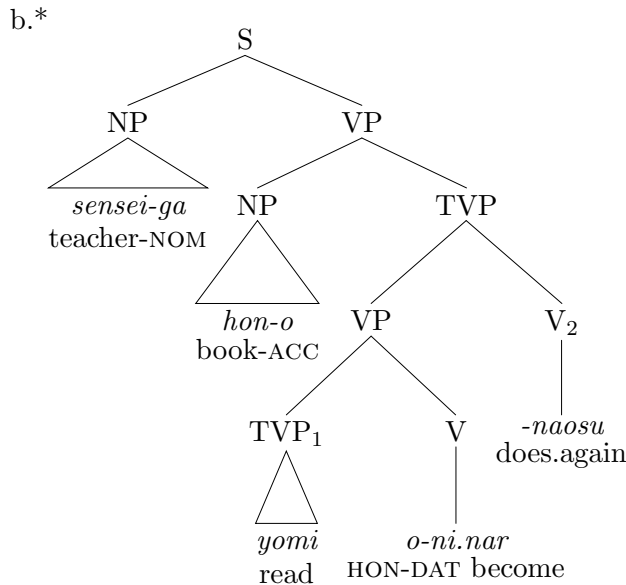 b.*
S
NP VP
sensei-ga
teacher-NOM
NP TVP
hon-o
book-ACC
VP V₂
TVP₁ V
-naosu
does.again
yomi
read
o-ni.nar
HON-DAT become